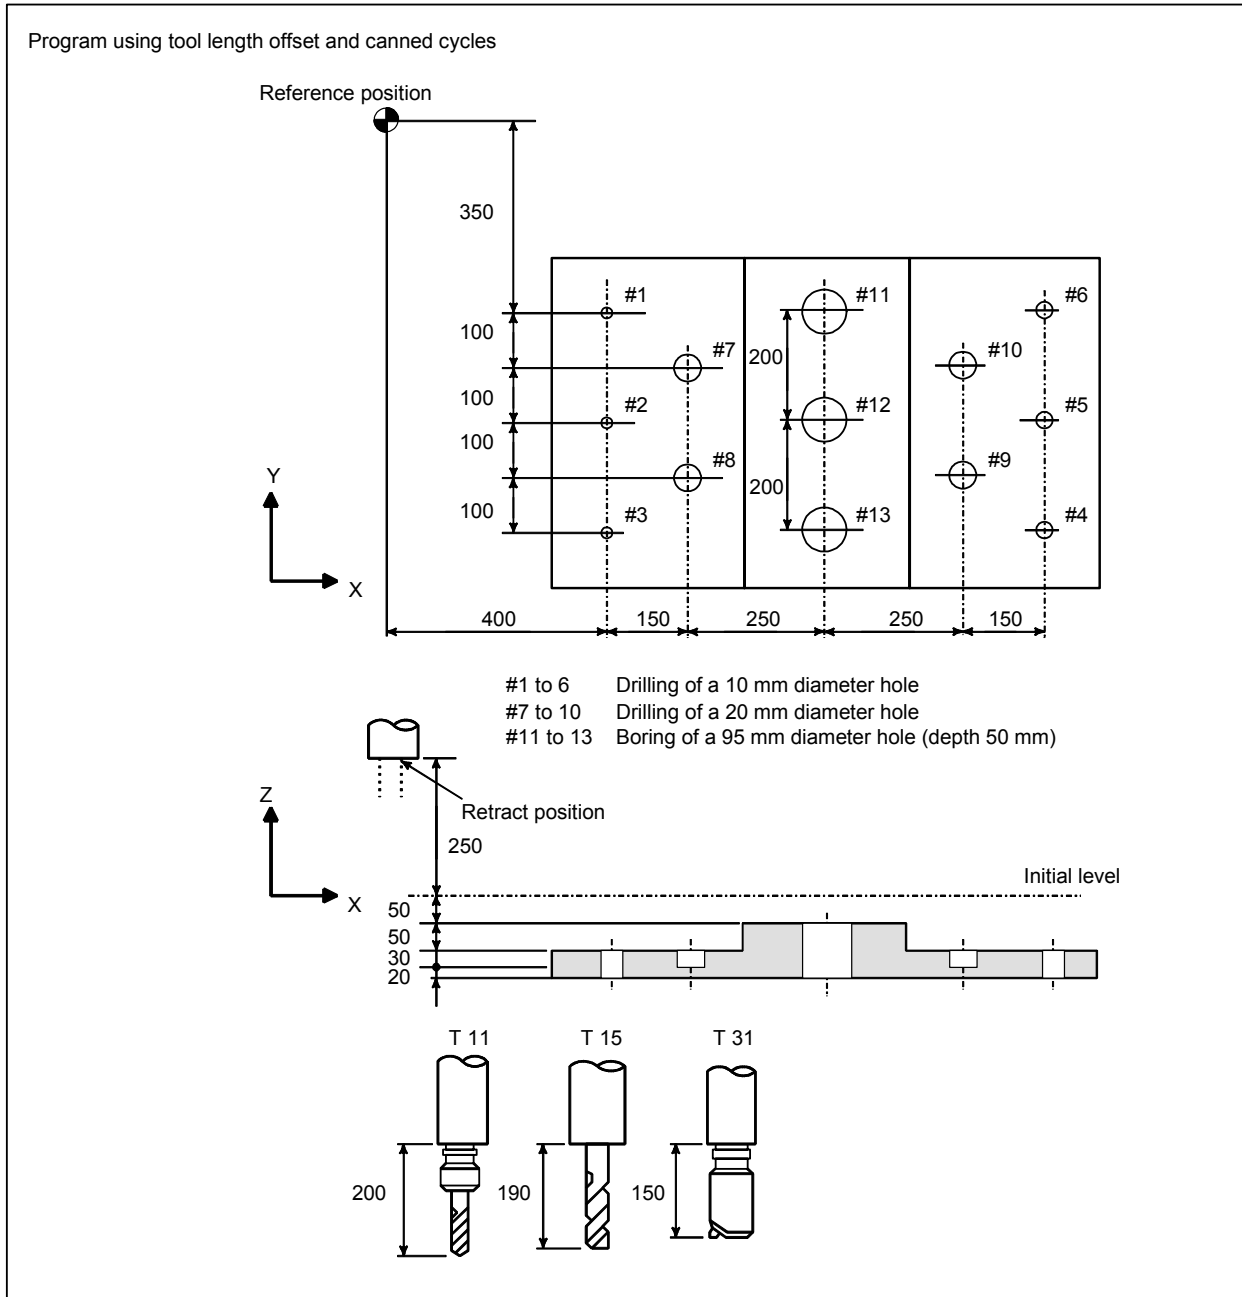 Program using tool length offset and canned cycles
Reference position
350
#1
#11
#6
100
#7
200
#10
100
#2
#12
#5
100
#8
#9
Y
200
100
#3
#13
#4
X
400
150
250
250
150
#1 to 6 Drilling of a 10 mm diameter hole
#7 to 10 Drilling of a 20 mm diameter hole
#11 to 13 Boring of a 95 mm diameter hole (depth 50 mm)
Z
Retract position
250
Initial level
X
50
50
30
20
T 11
T 15
T 31
200
190
150